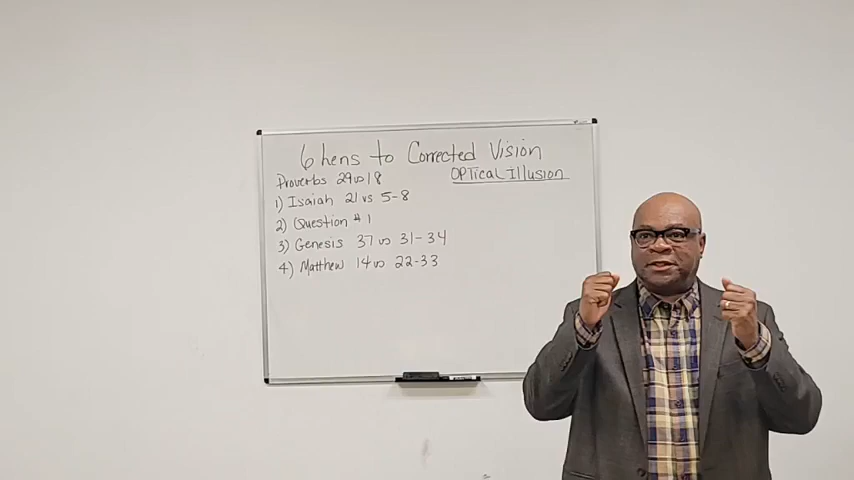 6 Lens to Corrected Vision
Proverbs 29 vs 18
OPTICal Illusion
1) Isaiah 21 vs 5-8
2) Question #1
3) Genesis 37 vs 31-34
4) Matthew 14 vs 22-33